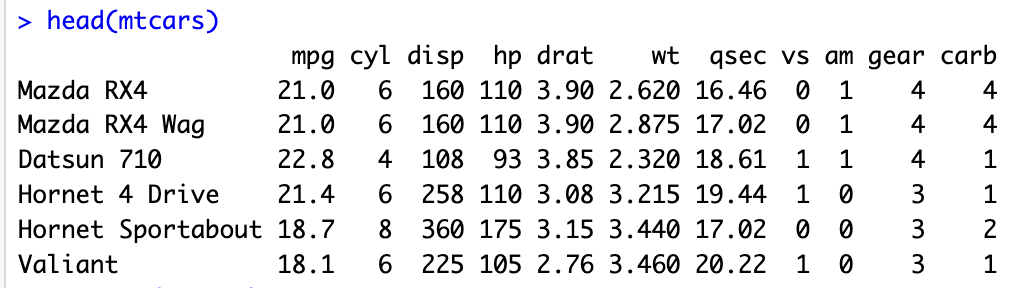 > head(mtcars)
                   mpg cyl disp  hp drat    wt  qsec vs am gear carb
Mazda RX4         21.0   6  160 110 3.90 2.620 16.46  0  1    4    4
Mazda RX4 Wag     21.0   6  160 110 3.90 2.875 17.02  0  1    4    4
Datsun 710        22.8   4  108  93 3.85 2.320 18.61  1  1    4    1
Hornet 4 Drive    21.4   6  258 110 3.08 3.215 19.44  1  0    3    1
Hornet Sportabout 18.7   8  360 175 3.15 3.440 17.02  0  0    3    2
Valiant           18.1   6  225 105 2.76 3.460 20.22  1  0    3    1